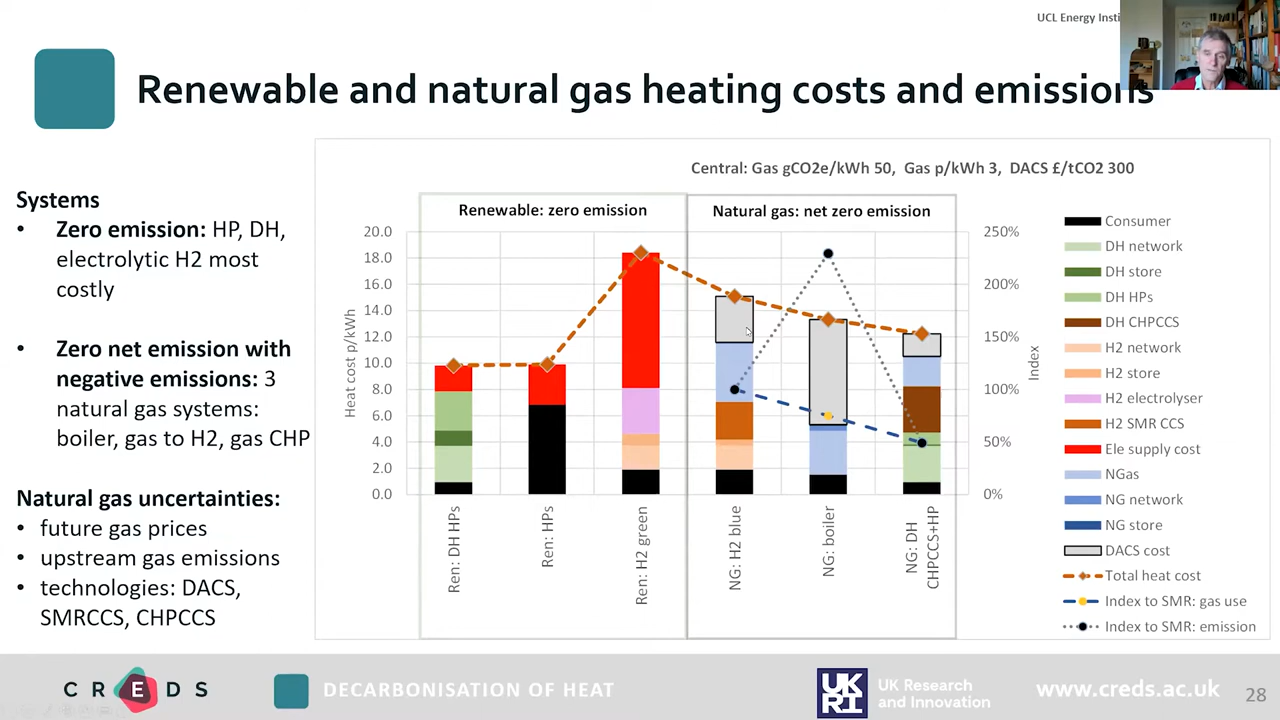 UCL Energy Insti
Renewable and natural gas heating costs and emissions
Systems
• Zero emission: HP, DH,
electrolytic H2 most
costly
• Zero net emission with
negative emissions: 3
natural gas systems:
boiler, gas to H2, gas CHP
Natural gas uncertainties:
• future gas prices
• upstream gas emissions
• technologies: DACS,
SMRCCS, CHPCCS
Central: Gas gCO2e/kWh 50, Gas p/kWh 3, DACS £/tCO2 300
Renewable: zero emission
Natural gas: net zero emission
Heat cost p/kWh
20.0
18.0
16.0
14.0
12.0
10.0
8.0
6.0
4.0
2.0
0.0
250%
200%
150%
100%
50%
0%
Index
Ren: DH HPs
Ren: HPs
Ren: H2 green
NG: H2 blue
NG: boiler
NG: DH
CHPCCS+HP
Consumer
DH network
DH store
DH HPs
DH CHPCCS
H2 network
H2 store
H2 electrolyser
H2 SMR CCS
Ele supply cost
NGas
NG network
NG store
DACS cost
Total heat cost
Index to SMR: gas use
Index to SMR: emission
CREDS
DECARBONISATION OF HEAT
UK
RI
UK Research
and Innovation
www.creds.ac.uk
28